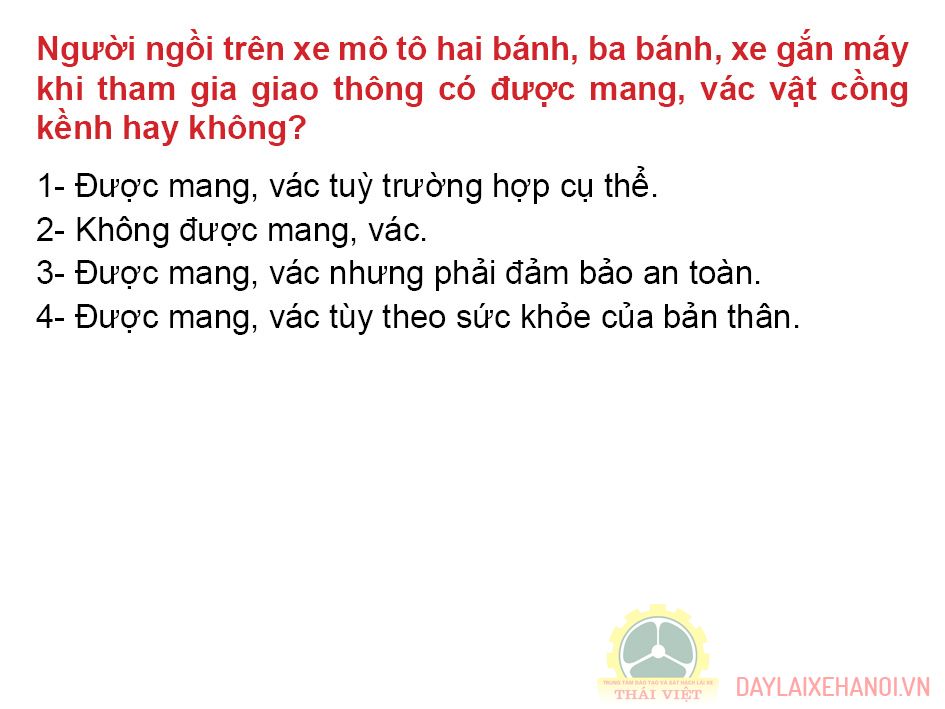 Người ngồi trên xe mô tô hai bánh, ba bánh, xe gắn máy
khi tham gia giao thông có được mang, vác vật cồng
kềnh hay không?
1- Được mang, vác tuỳ trường hợp cụ thể.
2- Không được mang, vác.
3- Được mang, vác nhưng phải đảm bảo an toàn.
4- Được mang, vác tùy theo sức khỏe của bản thân.
TRUNG TÂM ĐÀO TẠO VÀ SÁT HẠCH LÁI XE
THÁI VIỆT
DAYLAIXEHANOI.VN